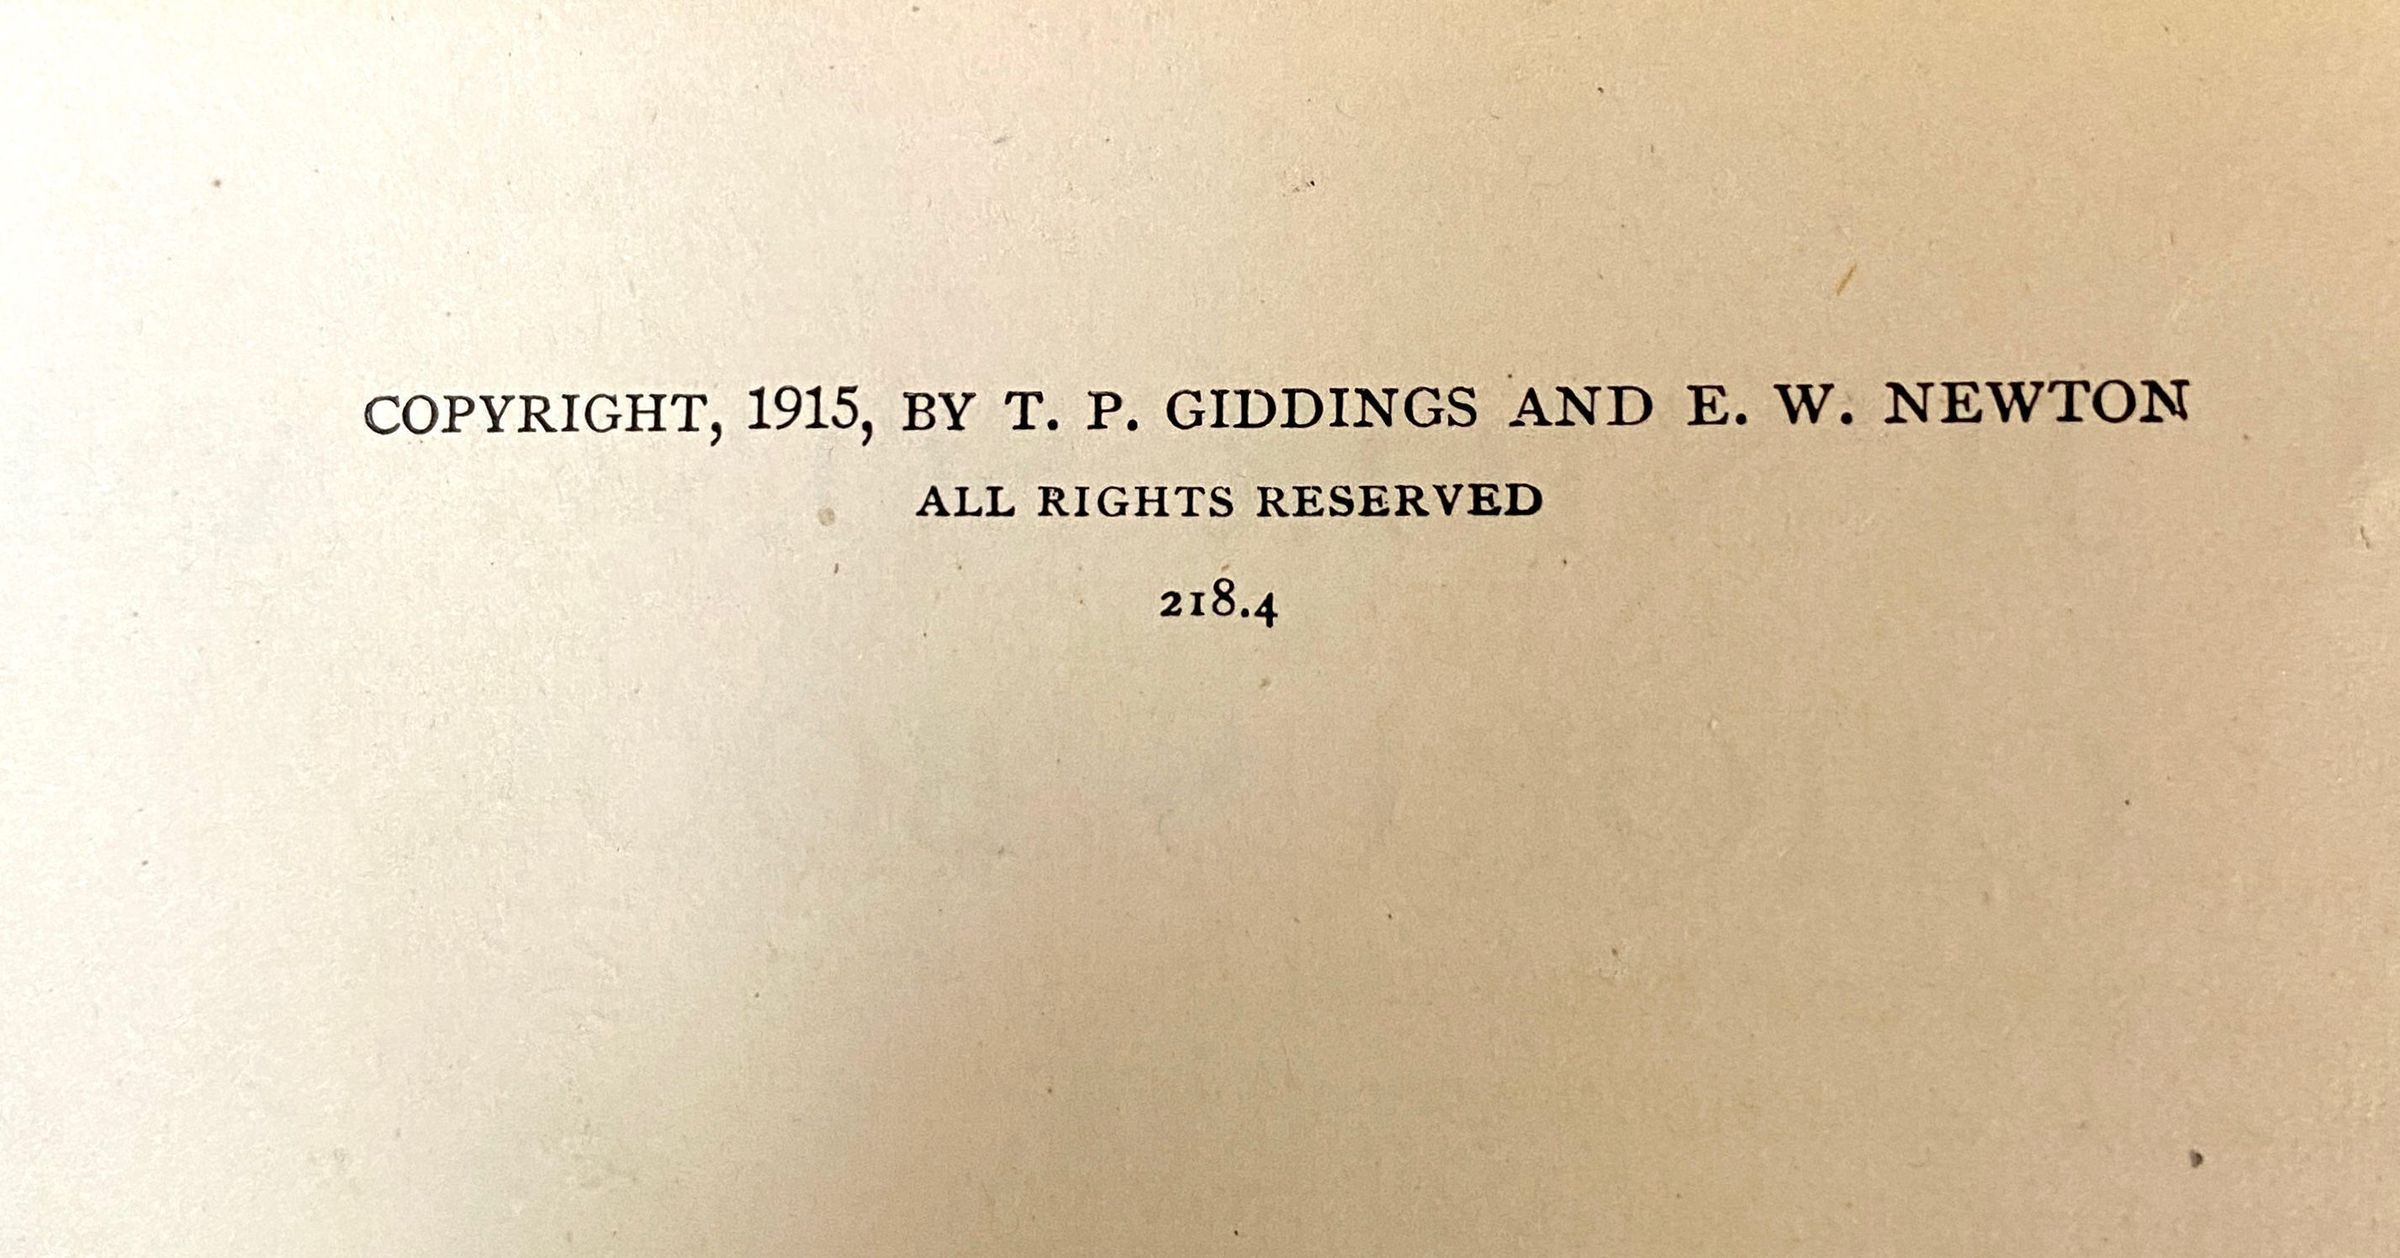 COPYRIGHT, 1915, BY T. P. GIDDINGS AND E. W. NEWTON
ALL RIGHTS RESERVED
218.4